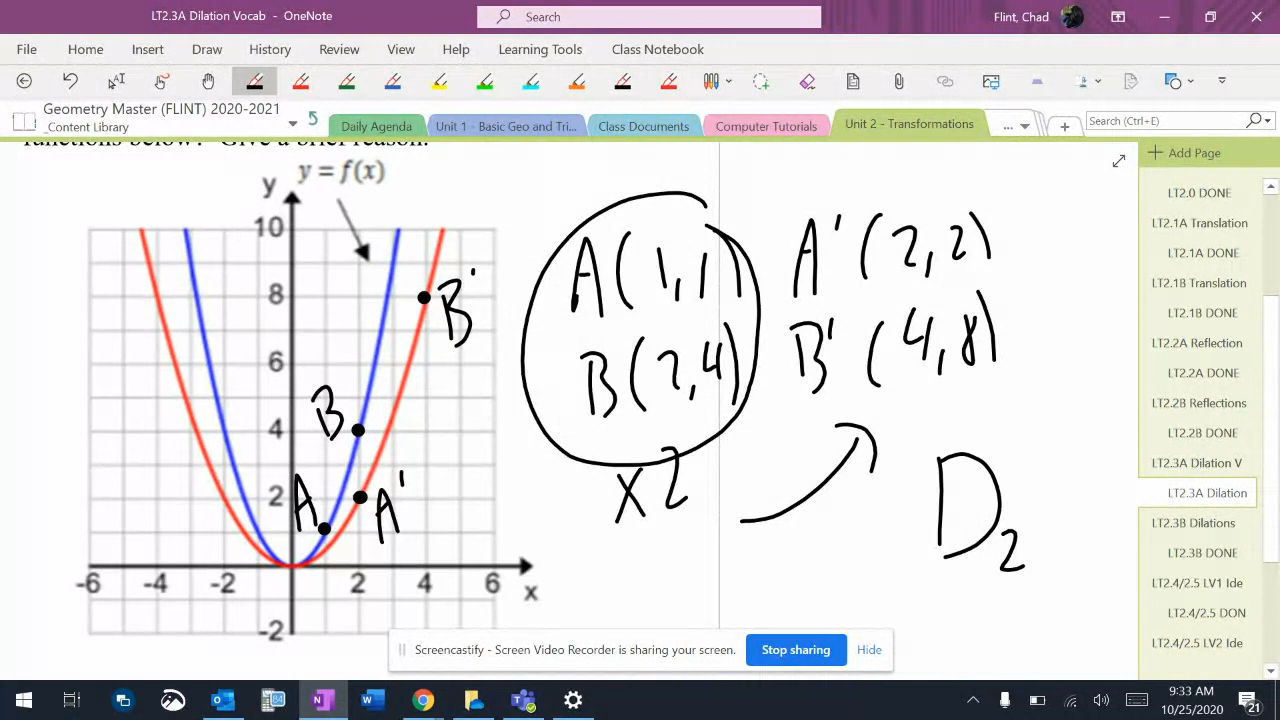 LT2.3A Dilation Vocab - OneNote
Search
Flint, Chad
File Home Insert Draw History Review View Help Learning Tools Class Notebook
Geometry Master (FLINT) 2020-2021
_Content Library
Daily Agenda
Unit 1 - Basic Geo and Tri...
Class Documents
Computer Tutorials
Unit 2 - Transformations
...
Search (Ctrl+E)
functions below? Give a brief reason.
Add Page
y = f(x)
y
10
8
6
4
2
-2
-6 -4 -2 2 4 6
x
B'
B
A
A'
A(1,1)
B(2,4)
x2
A'(2,2)
B'(4,8)
D2
LT2.0 DONE
LT2.1A Translation
LT2.1A DONE
LT2.1B Translation
LT2.1B DONE
LT2.2A Reflection
LT2.2A DONE
LT2.2B Reflections
LT2.2B DONE
LT2.3A Dilation V
LT2.3A Dilation
LT2.3B Dilations
LT2.3B DONE
LT2.4/2.5 LV1 Ide
LT2.4/2.5 DON
LT2.4/2.5 LV2 Ide
Screencastify - Screen Video Recorder is sharing your screen.
Stop sharing
Hide
9:33 AM
10/25/2020
21